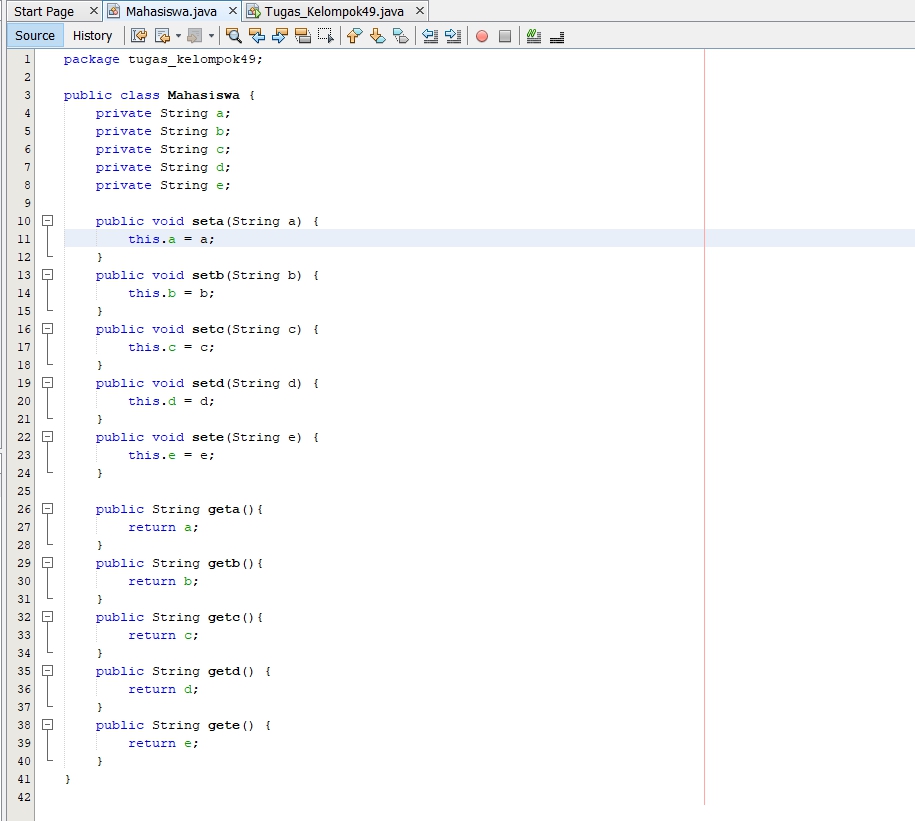 Start Page Mahasiswa.java Tugas_Kelompok49.java
Source History
1 package tugas_kelompok49;
2
3 public class Mahasiswa {
4 private String a;
5 private String b;
6 private String c;
7 private String d;
8 private String e;
9
10 public void seta(String a) {
11 this.a = a;
12 }
13 public void setb(String b) {
14 this.b = b;
15 }
16 public void setc(String c) {
17 this.c = c;
18 }
19 public void setd(String d) {
20 this.d = d;
21 }
22 public void sete(String e) {
23 this.e = e;
24 }
25
26 public String geta(){
27 return a;
28 }
29 public String getb(){
30 return b;
31 }
32 public String getc(){
33 return c;
34 }
35 public String getd() {
36 return d;
37 }
38 public String gete() {
39 return e;
40 }
41 }
42